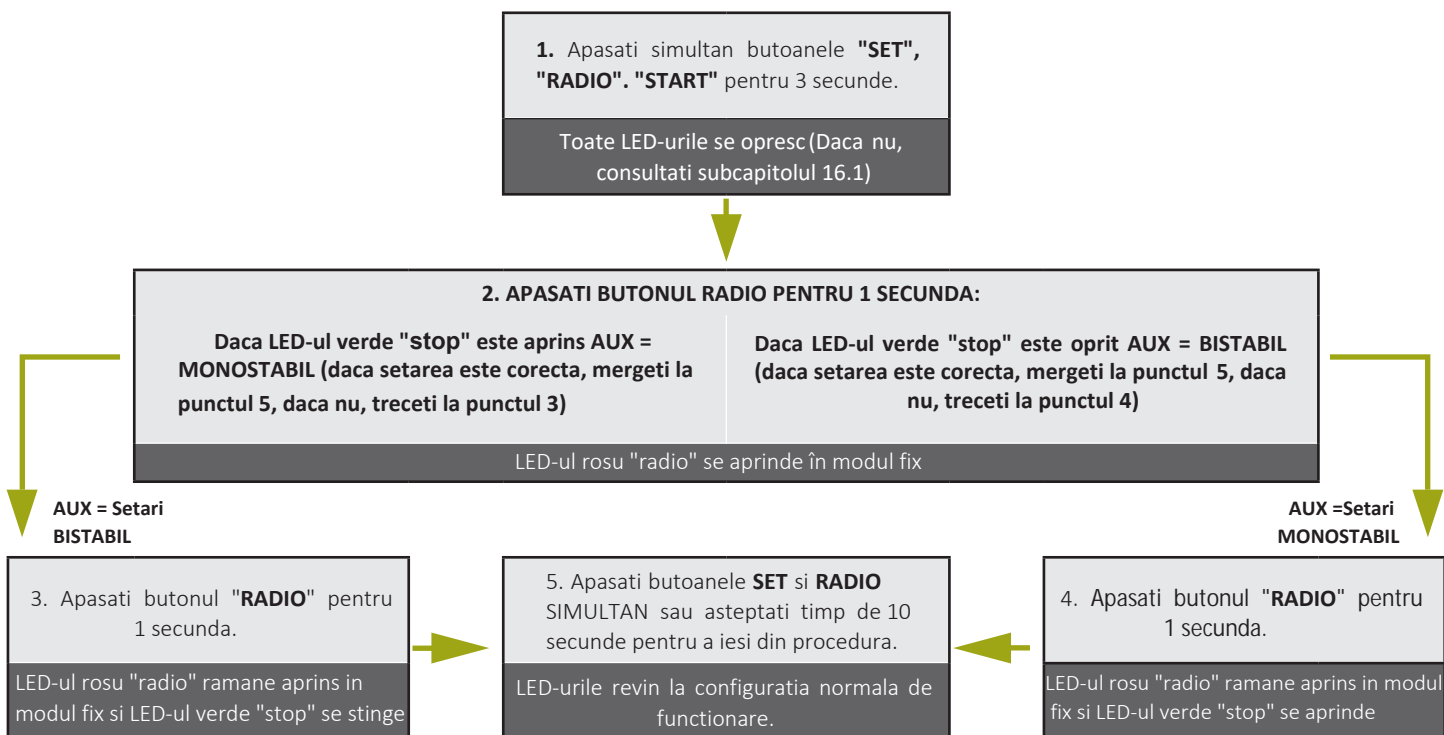 1. Apasati simultan butoanele "SET",
"RADIO". "START" pentru 3 secunde.
Toate LED-urile se opresc (Daca nu,
consultati subcapitolul 16.1)
2. APASATI BUTONUL RADIO PENTRU 1 SECUNDA:
Daca LED-ul verde "stop" este aprins AUX =
MONOSTABIL (daca setarea este corecta, mergeti la
punctul 5, daca nu, treceti la punctul 3)
Daca LED-ul verde "stop" este oprit AUX = BISTABIL
(daca setarea este corecta, mergeti la punctul 5, daca
nu, treceti la punctul 4)
LED-ul rosu "radio" se aprinde în modul fix
AUX = Setari
BISTABIL
AUX =Setari
MONOSTABIL
3. Apasati butonul "RADIO" pentru
1 secunda.
LED-ul rosu "radio" ramane aprins in
modul fix si LED-ul verde "stop" se stinge
5. Apasati butoanele SET si RADIO
SIMULTAN sau asteptati timp de 10
secunde pentru a iesi din procedura.
LED-urile revin la configuratia normala de
functionare.
4. Apasati butonul "RADIO" pentru
1 secunda.
LED-ul rosu "radio" ramane aprins in modul
fix si LED-ul verde "stop" se aprinde